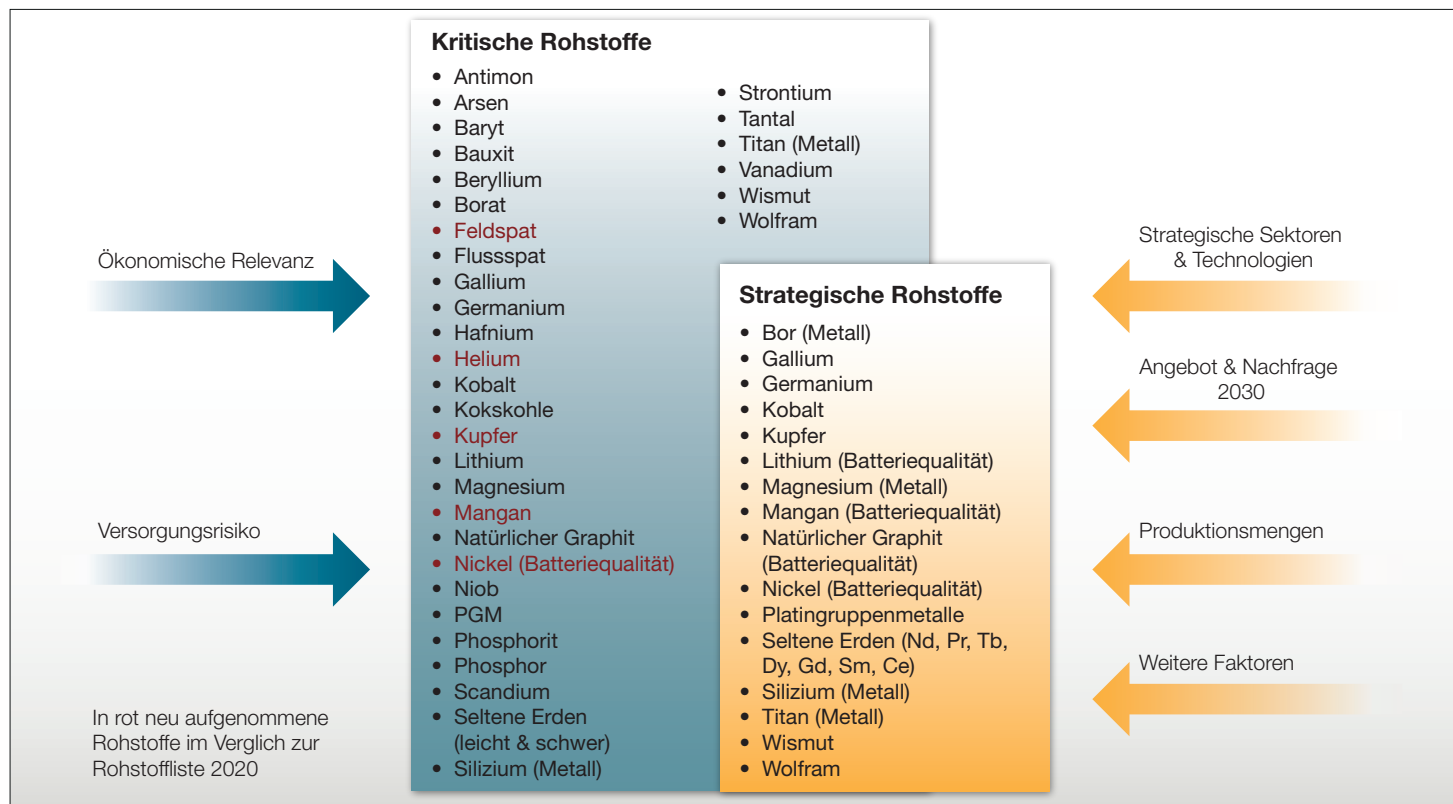 Kritische Rohstoffe
• Antimon
• Arsen
• Baryt
• Bauxit
• Beryllium
• Borat
• Feldspat
• Flussspat
• Gallium
• Germanium
• Hafnium
• Helium
• Kobalt
• Kokskohle
• Kupfer
• Lithium
• Magnesium
• Mangan
• Natürlicher Graphit
• Nickel (Batteriequalität)
• Niob
• PGM
• Phosphorit
• Phosphor
• Scandium
• Seltene Erden
(leicht & schwer)
• Silizium (Metall)
• Strontium
• Tantal
• Titan (Metall)
• Vanadium
• Wismut
• Wolfram
Strategische Rohstoffe
• Bor (Metall)
• Gallium
• Germanium
• Kobalt
• Kupfer
• Lithium (Batteriequalität)
• Magnesium (Metall)
• Mangan (Batteriequalität)
• Natürlicher Graphit
(Batteriequalität)
• Nickel (Batteriequalität)
• Platingruppenmetalle
• Seltene Erden (Nd, Pr, Tb,
Dy, Gd, Sm, Ce)
• Silizium (Metall)
• Titan (Metall)
• Wismut
• Wolfram
Ökonomische Relevanz
Versorgungsrisiko
In rot neu aufgenommene
Rohstoffe im Verglich zur
Rohstoffliste 2020
Strategische Sektoren
& Technologien
Angebot & Nachfrage
2030
Produktionsmengen
Weitere Faktoren